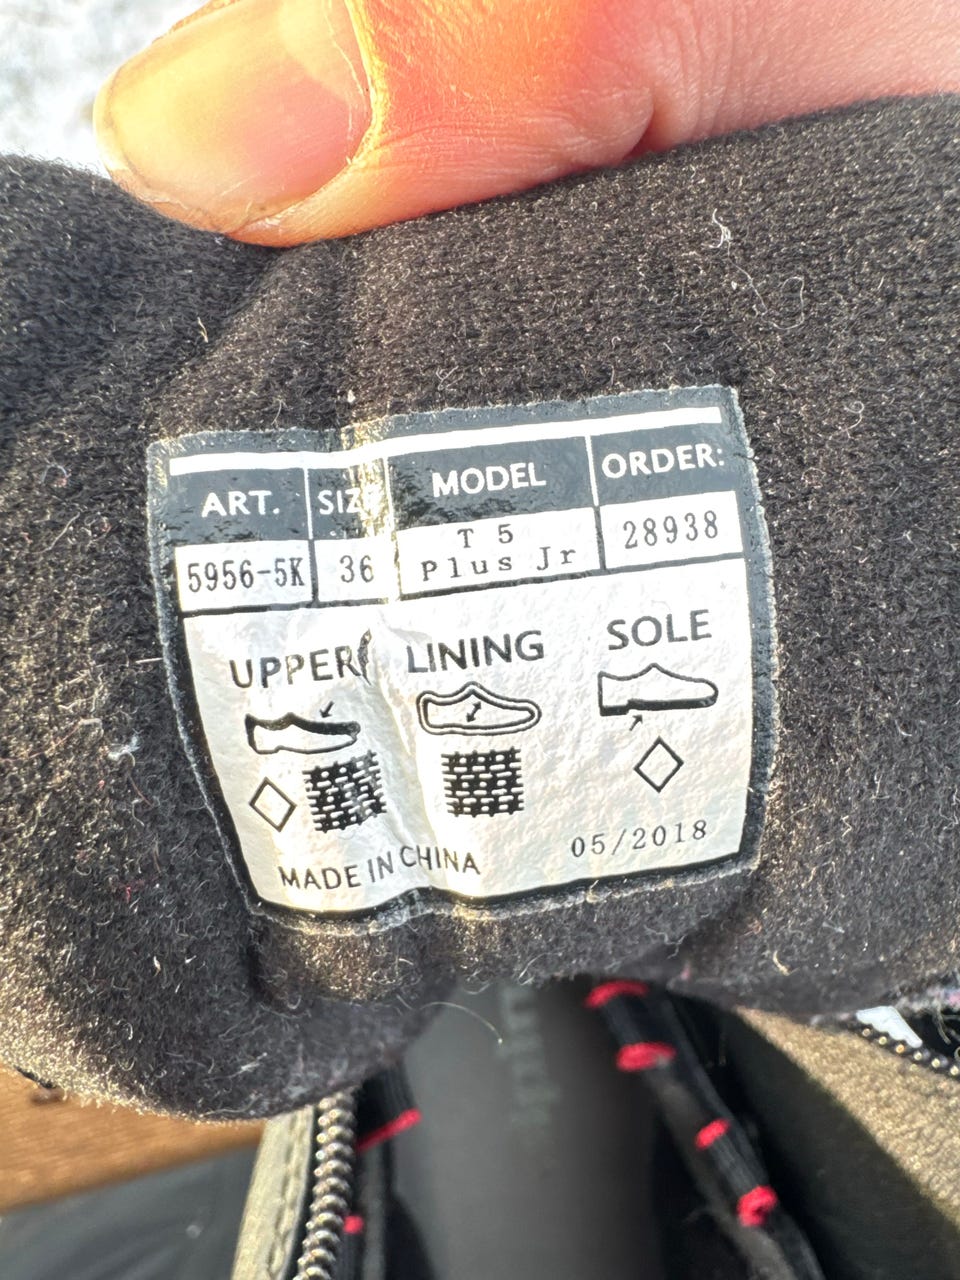 ART. SIZE MODEL ORDER:
5956-5K 36 T 5 Plus Jr 28938
UPPER LINING SOLE
MADE IN CHINA 05/2018